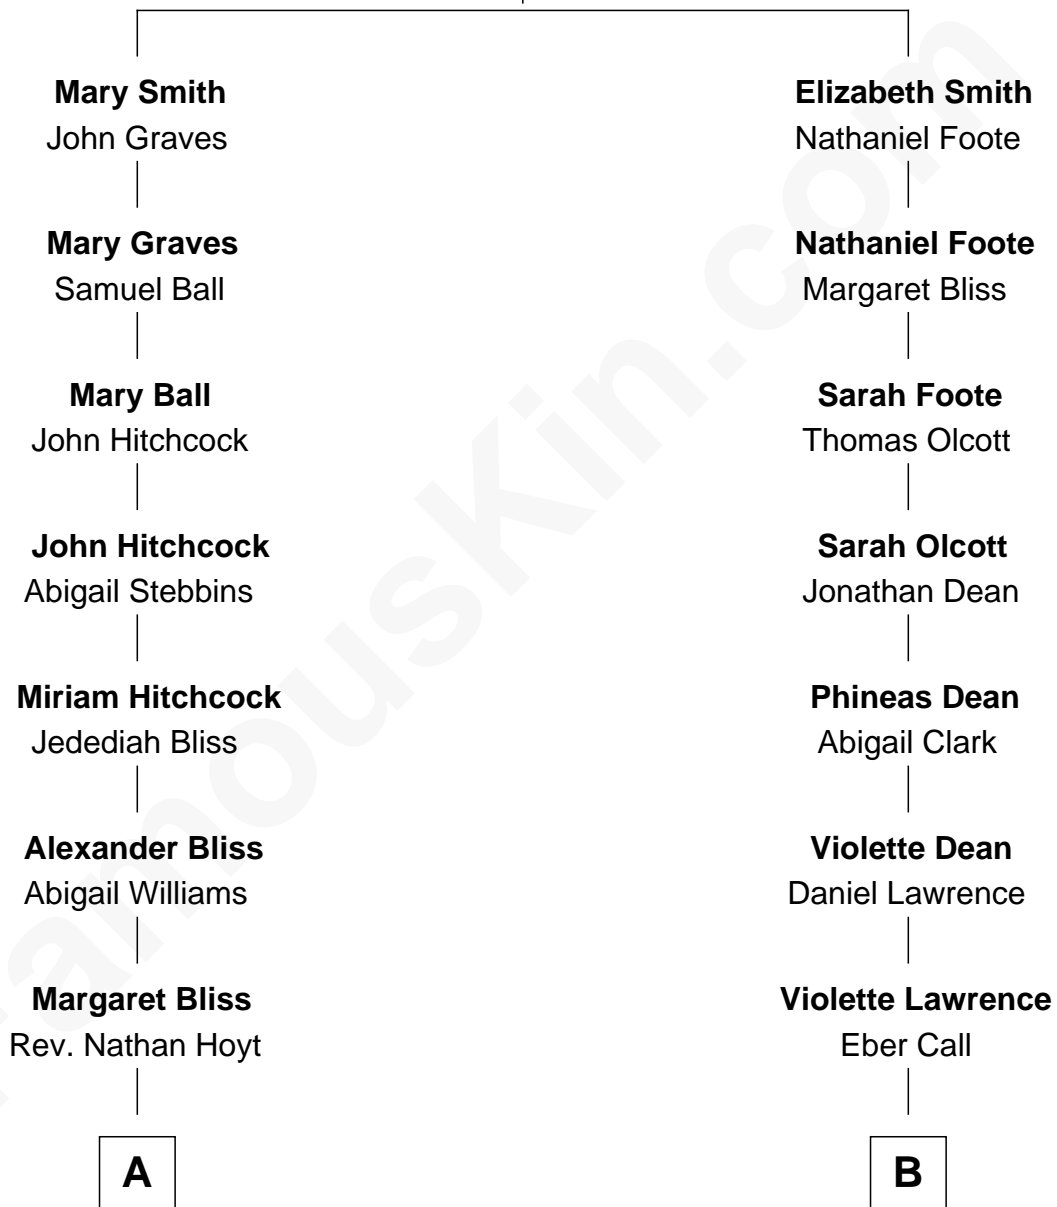 Mary Smith
John Graves
Mary Graves
Samuel Ball
Mary Ball
John Hitchcock
John Hitchcock
Abigail Stebbins
Miriam Hitchcock
Jedediah Bliss
Alexander Bliss
Abigail Williams
Margaret Bliss
Rev. Nathan Hoyt
A
Elizabeth Smith
Nathaniel Foote
Nathaniel Foote
Margaret Bliss
Sarah Foote
Thomas Olcott
Sarah Olcott
Jonathan Dean
Phineas Dean
Abigail Clark
Violette Dean
Daniel Lawrence
Violette Lawrence
Eber Call
B
FamousKin.com